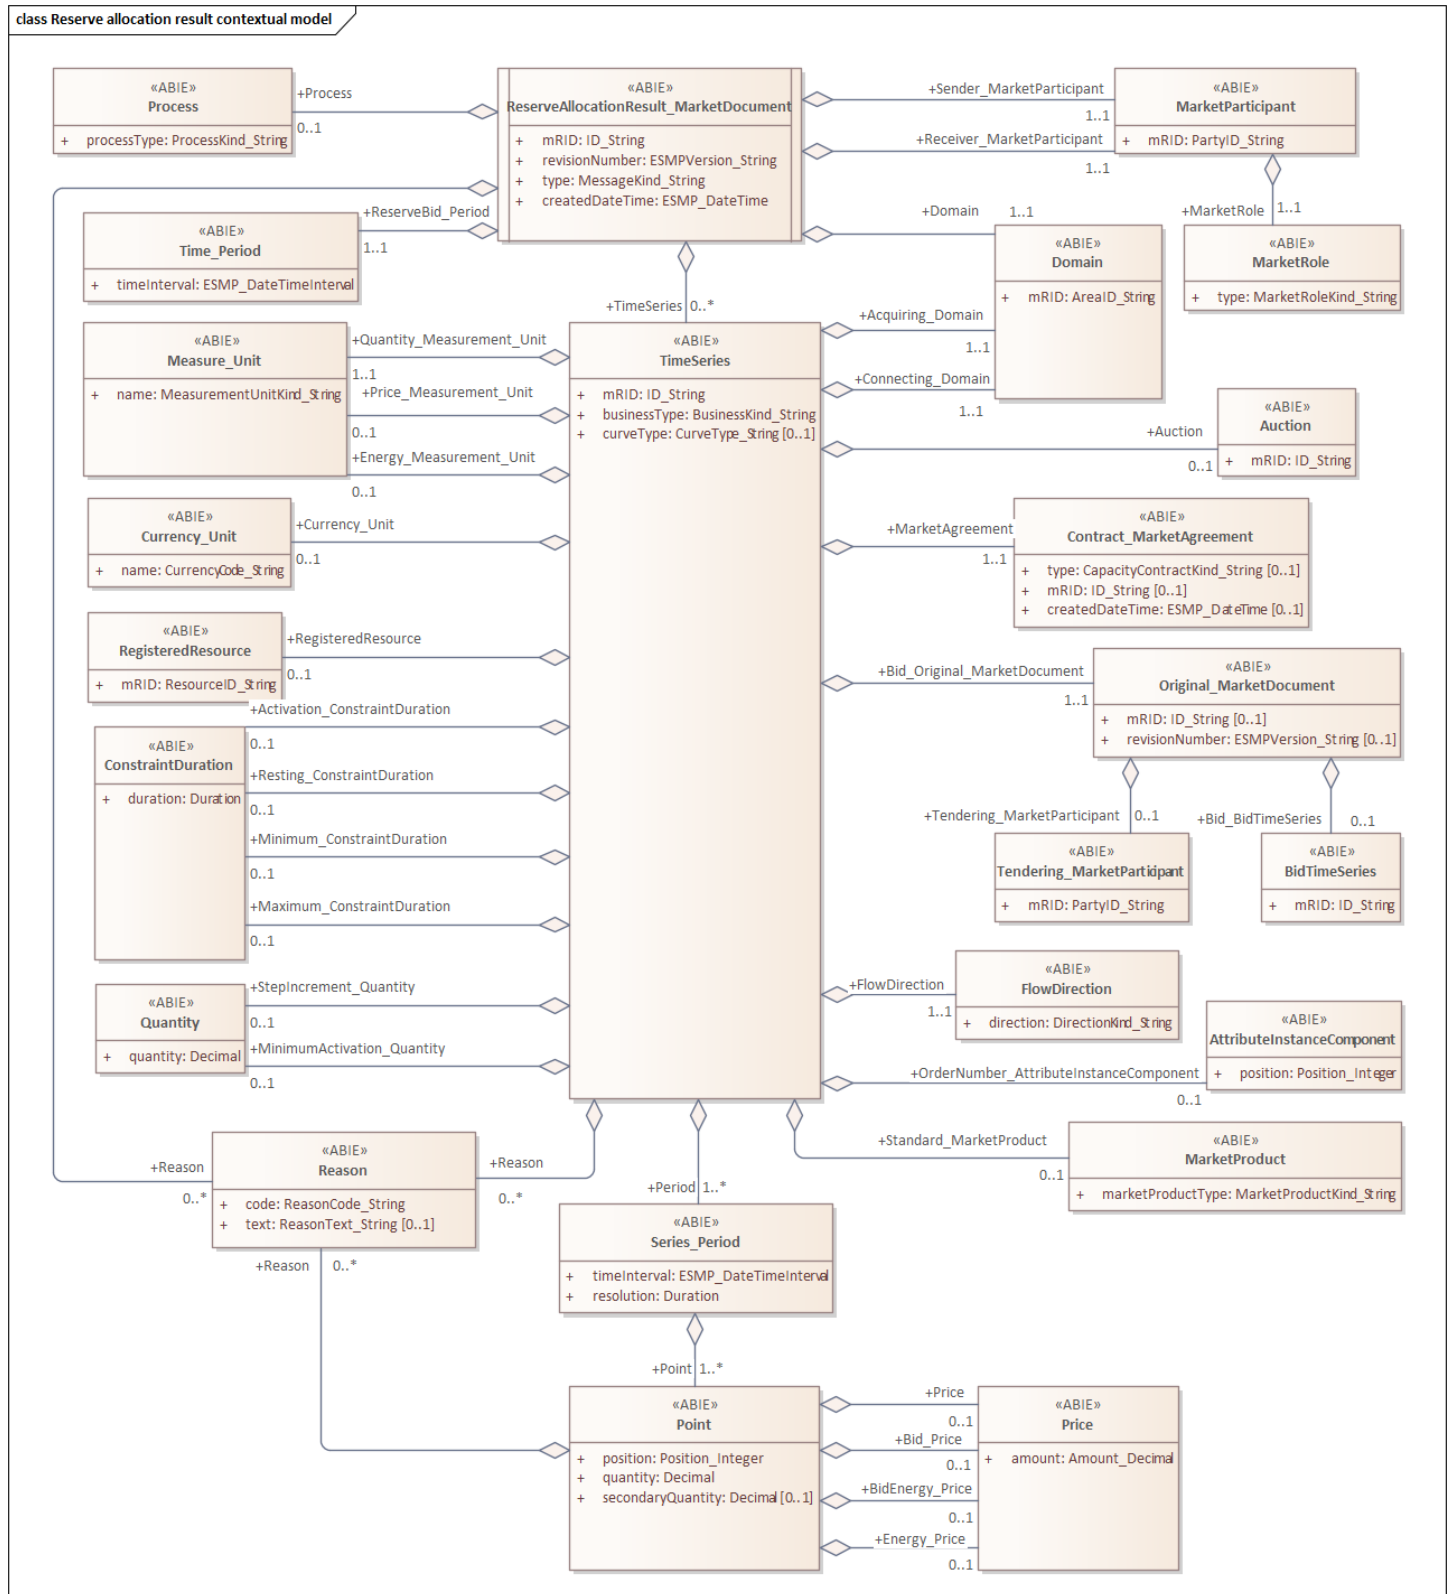 class Reserve allocation result contextual model
«ABIE»
Process
+ processType: ProcessKind_String
+Process
0..1
«ABIE»
ReserveAllocationResult_MarketDocument
+ mRID: ID_String
+ revisionNumber: ESMPVersion_String
+ type: MessageKind_String
+ createdDateTime: ESMP_DateTime
+Sender_MarketParticipant
1..1
+Receiver_MarketParticipant
1..1
«ABIE»
MarketParticipant
+ mRID: PartyID_String
+MarketRole
1..1
«ABIE»
MarketRole
+ type: MarketRoleKind_String
+ReserveBid_Period
1..1
«ABIE»
Time_Period
+ timeInterval: ESMP_DateTimeInterval
+Domain
1..1
«ABIE»
Domain
+ mRID: AreaID_String
+TimeSeries
0..*
+Acquiring_Domain
1..1
+Connecting_Domain
1..1
«ABIE»
Measure_Unit
+ name: MeasurementUnitKind_String
+Quantity_Measurement_Unit
1..1
+Price_Measurement_Unit
0..1
+Energy_Measurement_Unit
0..1
«ABIE»
TimeSeries
+ mRID: ID_String
+ businessType: BusinessKind_String
+ curveType: CurveType_String [0..1]
+Auction
0..1
«ABIE»
Auction
+ mRID: ID_String
«ABIE»
Currency_Unit
+ name: CurrencyCode_String
+Currency_Unit
0..1
+MarketAgreement
1..1
«ABIE»
Contract_MarketAgreement
+ type: CapacityContractKind_String [0..1]
+ mRID: ID_String [0..1]
+ createdDateTime: ESMP_DateTime [0..1]
«ABIE»
RegisteredResource
+ mRID: ResourceID_String
+RegisteredResource
0..1
+Bid_Original_MarketDocument
1..1
«ABIE»
Original_MarketDocument
+ mRID: ID_String [0..1]
+ revisionNumber: ESMPVersion_String [0..1]
+Activation_ConstraintDuration
0..1
«ABIE»
ConstraintDuration
+ duration: Duration
+Resting_ConstraintDuration
0..1
+Minimum_ConstraintDuration
0..1
+Maximum_ConstraintDuration
0..1
+Tendering_MarketParticipant
0..1
+Bid_BidTimeSeries
0..1
«ABIE»
Tendering_MarketParticipant
+ mRID: PartyID_String
«ABIE»
BidTimeSeries
+ mRID: ID_String
«ABIE»
Quantity
+ quantity: Decimal
+StepIncrement_Quantity
0..1
+MinimumActivation_Quantity
0..1
+FlowDirection
1..1
«ABIE»
FlowDirection
+ direction: DirectionKind_String
+OrderNumber_AttributeInstanceComponent
0..1
«ABIE»
AttributeInstanceComponent
+ position: Position_Integer
+Standard_MarketProduct
0..1
«ABIE»
MarketProduct
+ marketProductType: MarketProductKind_String
+Reason
0..*
«ABIE»
Reason
+ code: ReasonCode_String
+ text: ReasonText_String [0..1]
+Reason
0..*
+Period
1..*
«ABIE»
Series_Period
+ timeInterval: ESMP_DateTimeInterval
+ resolution: Duration
+Reason
0..*
+Point
1..*
«ABIE»
Point
+ position: Position_Integer
+ quantity: Decimal
+ secondaryQuantity: Decimal [0..1]
+Price
0..1
+Bid_Price
0..1
+BidEnergy_Price
0..1
+Energy_Price
0..1
«ABIE»
Price
+ amount: Amount_Decimal